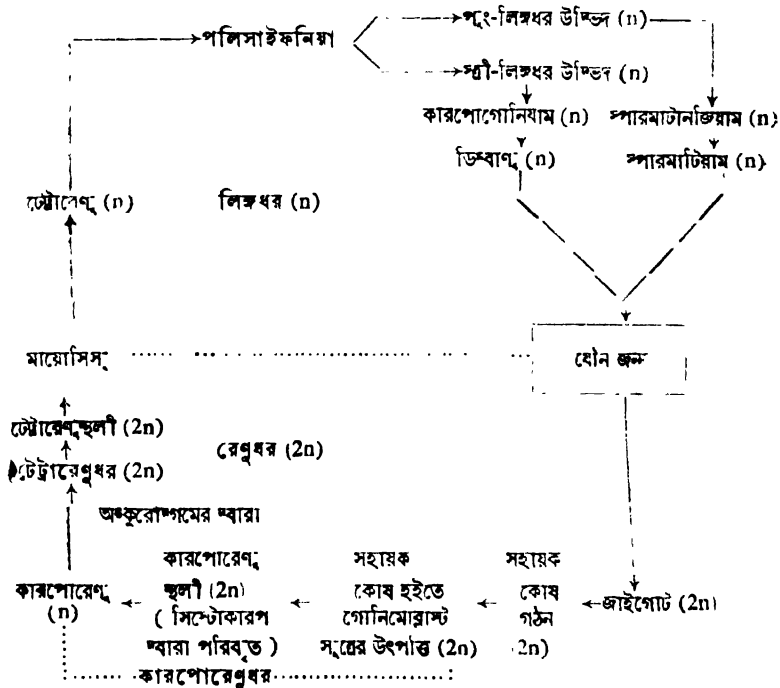 পলিসাইফনিয়া
পুং-লিঙ্গধর উদ্ভিদ (n)
স্ত্রী-লিঙ্গধর উদ্ভিদ (n)
কারপোগোনিয়াম (n) স্পারমাটানজিয়াম (n)
ডিম্বাণু (n) স্পারমাটিয়াম (n)
টেট্রারেণু (n) লিঙ্গধর (n)
মায়োসিস্ যৌন জনন
টেট্রারেণুস্থলী (2n)
রেণুধর (2n)
টেট্রারেণুধর (2n)
অঙ্কুরোদ্গমের দ্বারা
কারপোরেণু সহায়ক সহায়ক
কারপোরেণু স্থলী (2n) কোষ হইতে কোষ জাইগোট (2n)
(n) ( সিস্টোকারপ গোনিমোব্লাস্ট গঠন
দ্বারা পরিবৃত ) সূত্রের উৎপত্তি (2n) 2n)
কারপোরেণুধর